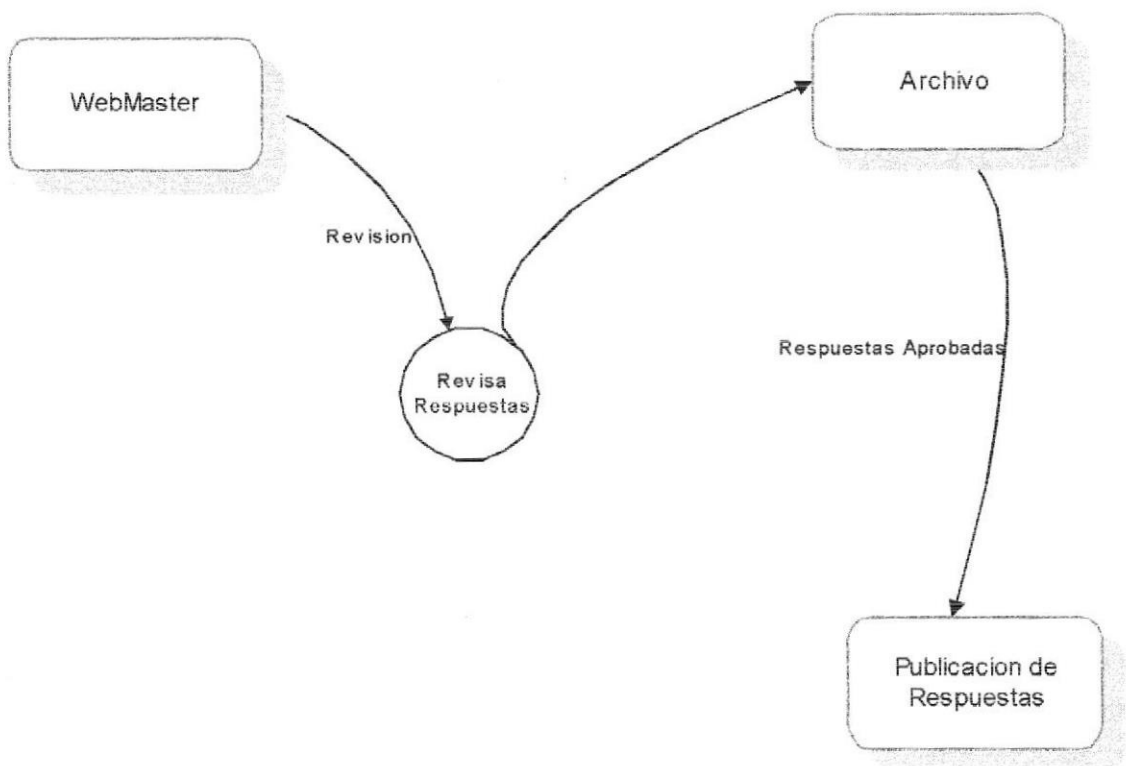 WebMaster
Archivo
Revision
Revisa
Respuestas
Respuestas Aprobadas
Publicacion de
Respuestas